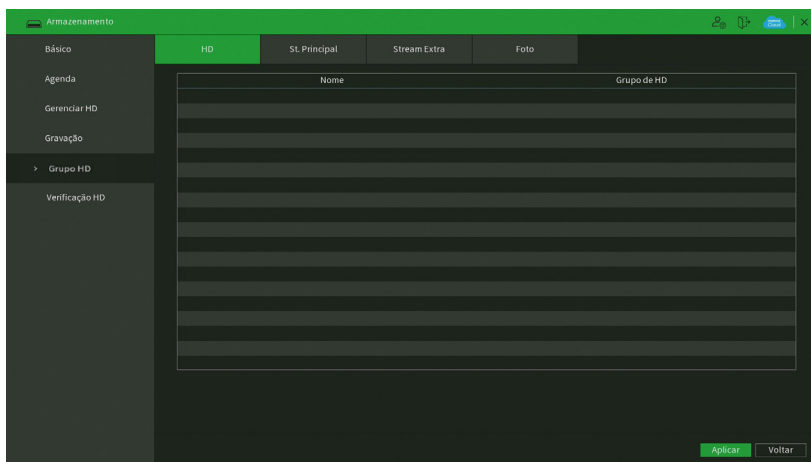 Armazenamento
Básico
HD
St. Principal
Stream Extra
Foto
Agenda
Nome
Grupo de HD
Gerenciar HD
Gravação
> Grupo HD
Verificação HD
Aplicar
Voltar